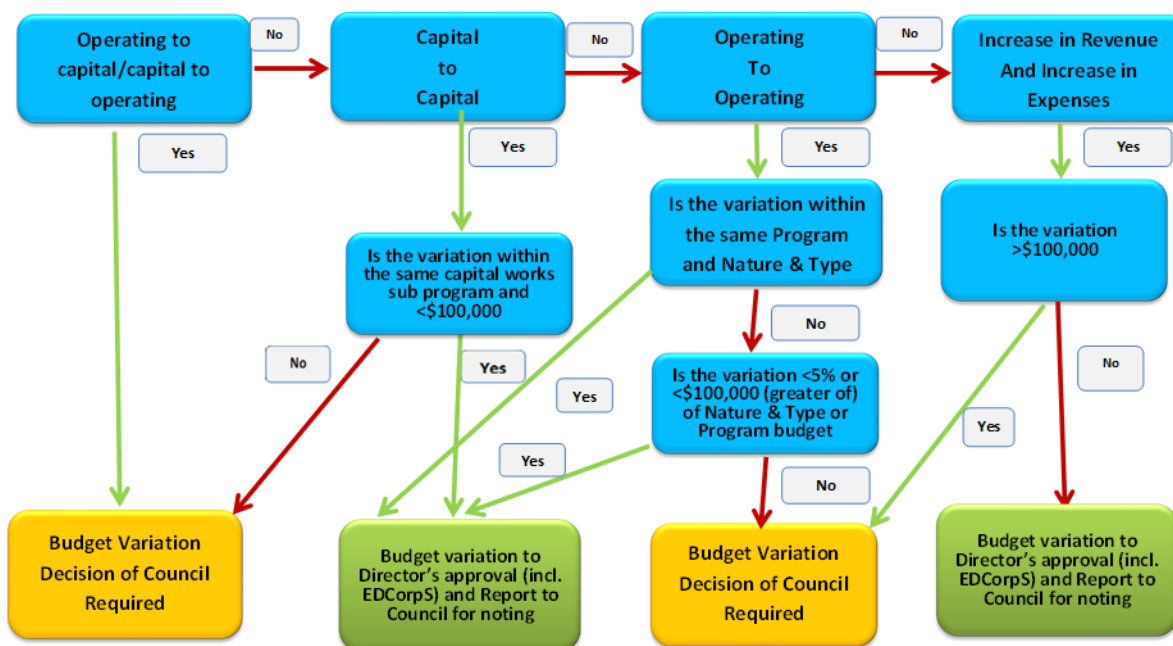 Operating to
capital/capital to
operating
No
Capital
to
Capital
No
Operating
To
Operating
No
Increase in Revenue
And Increase in
Expenses
Yes
Yes
Yes
Yes
Is the variation within
the same capital works
sub program and
<$100,000
Is the variation within
the same Program
and Nature & Type
Is the variation
>$100,000
No
No
Yes
Yes
Is the variation <5% or
<$100,000 (greater of)
of Nature & Type or
Program budget
No
Yes
Yes
No
Budget Variation
Decision of Council
Required
Budget variation to
Director's approval (incl.
EDCorpS) and Report to
Council for noting
Budget Variation
Decision of Council
Required
Budget variation to
Director's approval (incl.
EDCorpS) and Report to
Council for noting